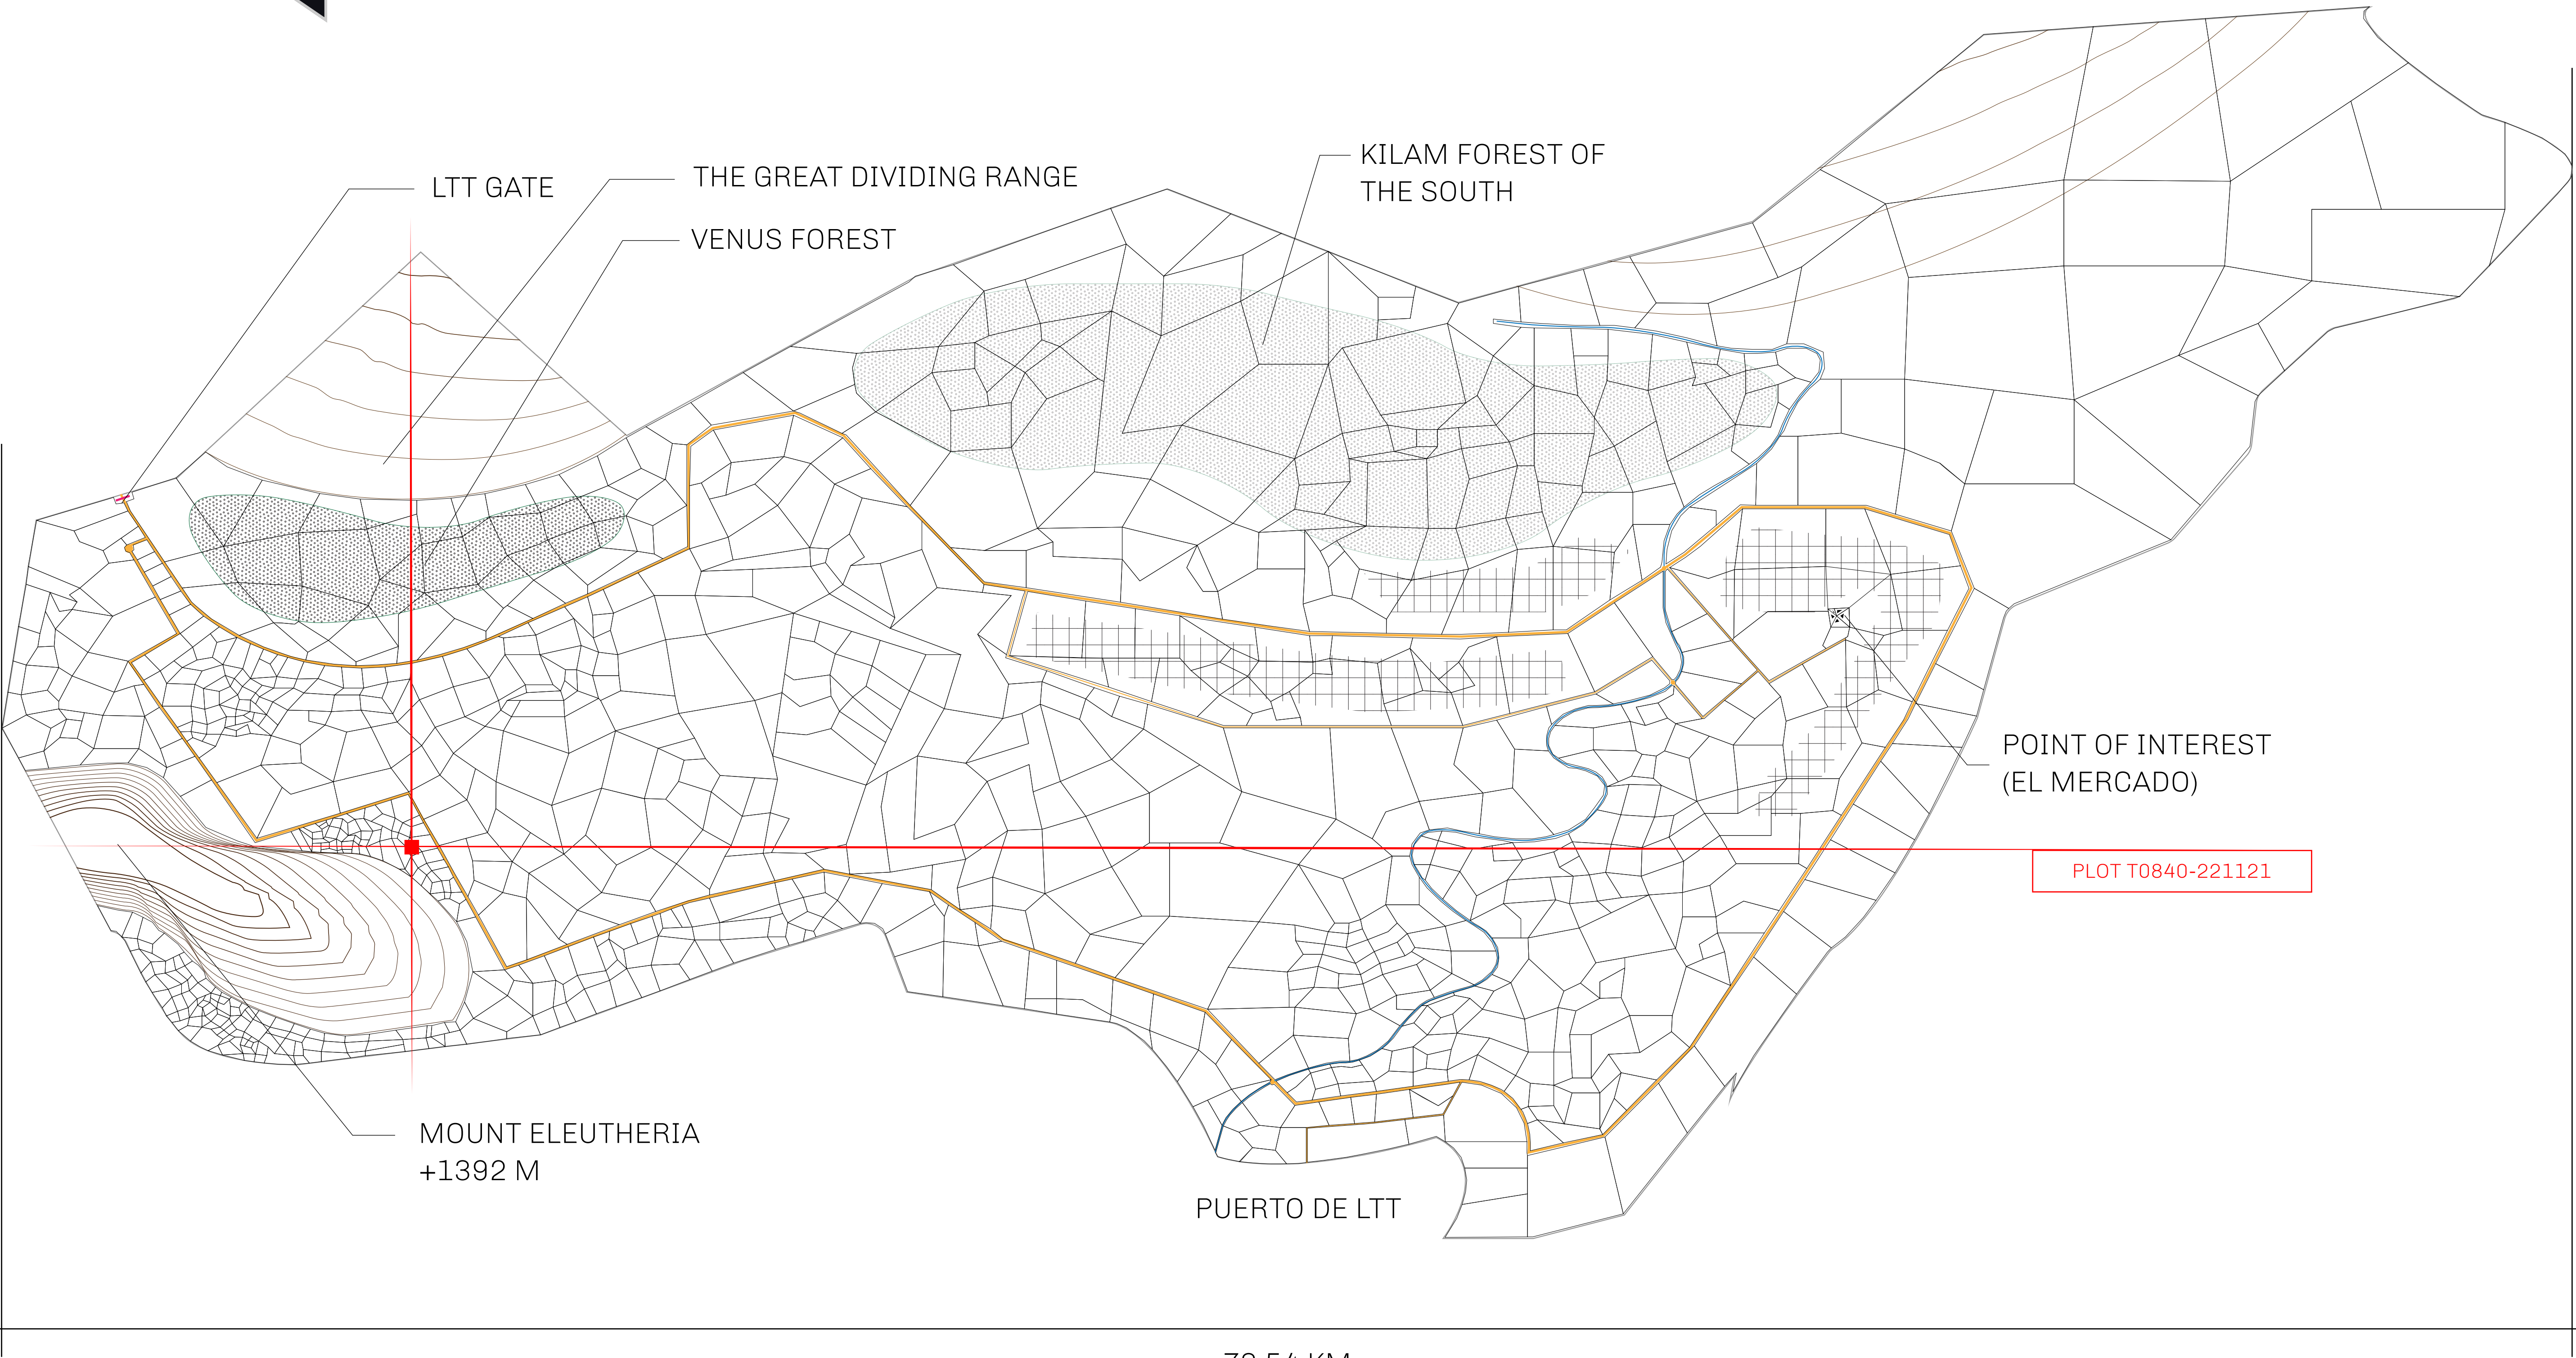 LTT GATE
THE GREAT DIVIDING RANGE
VENUS FOREST
KILAM FOREST OF
THE SOUTH
POINT OF INTEREST
(EL MERCADO)
PLOT T0840-221121
MOUNT ELEUTHERIA
+1392 M
PUERTO DE LTT
KM